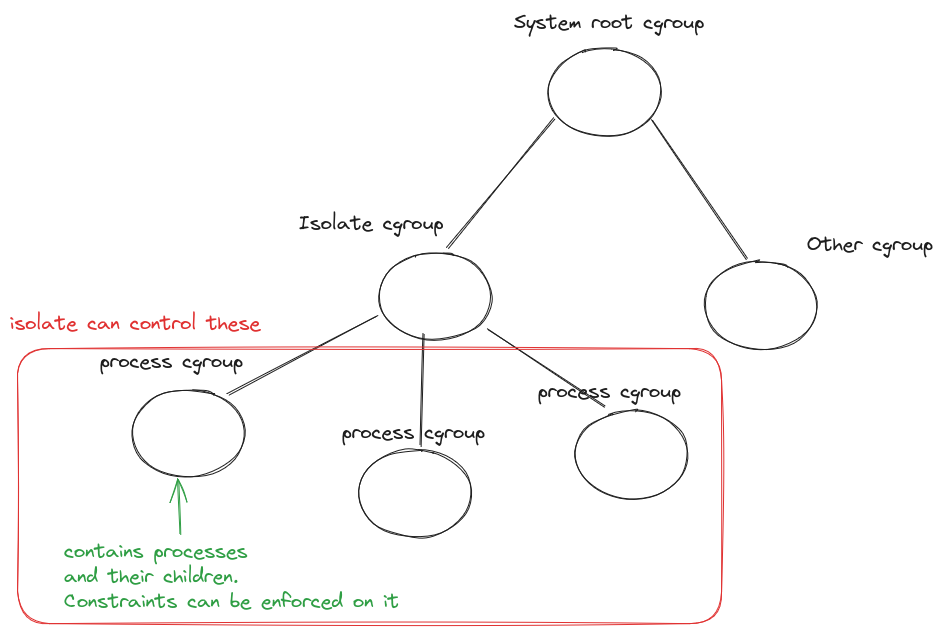 System root cgroup
Isolate cgroup
Other cgroup
isolate can control these
process cgroup
process cgroup
process cgroup
contains processes
and their children.
Constraints can be enforced on it